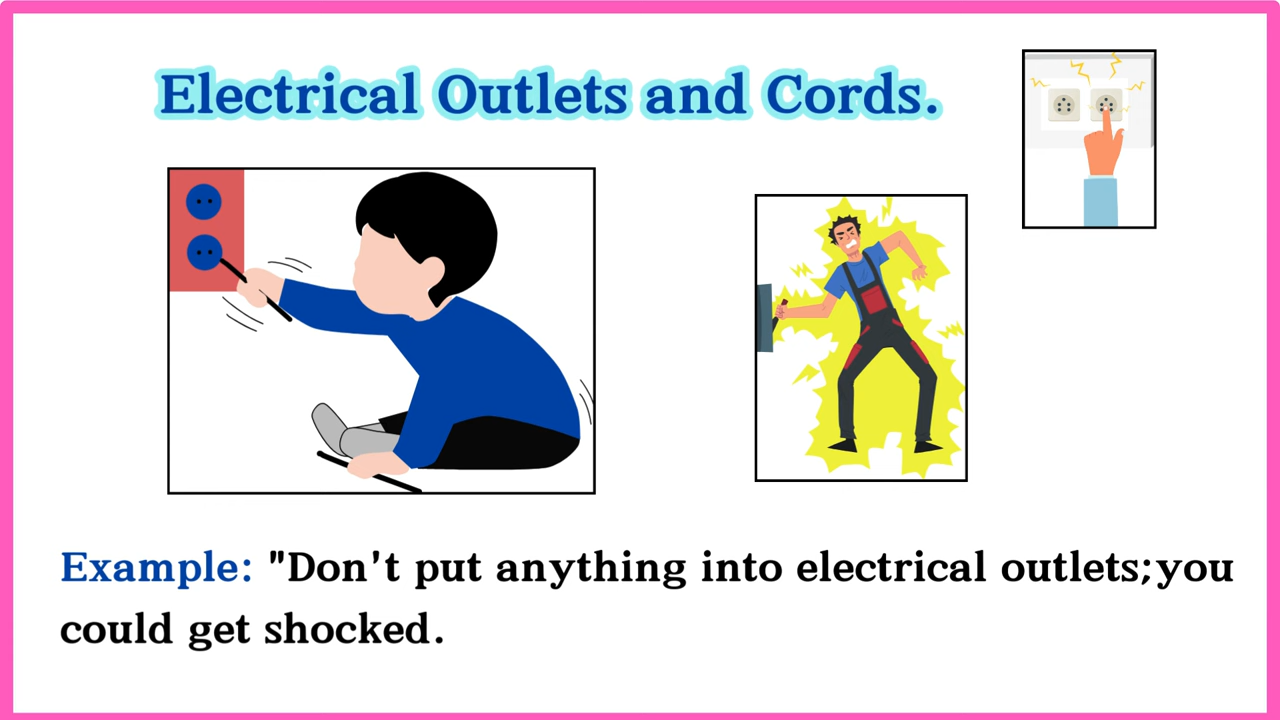 Electrical Outlets and Cords.
Example: "Don't put anything into electrical outlets;you
could get shocked.